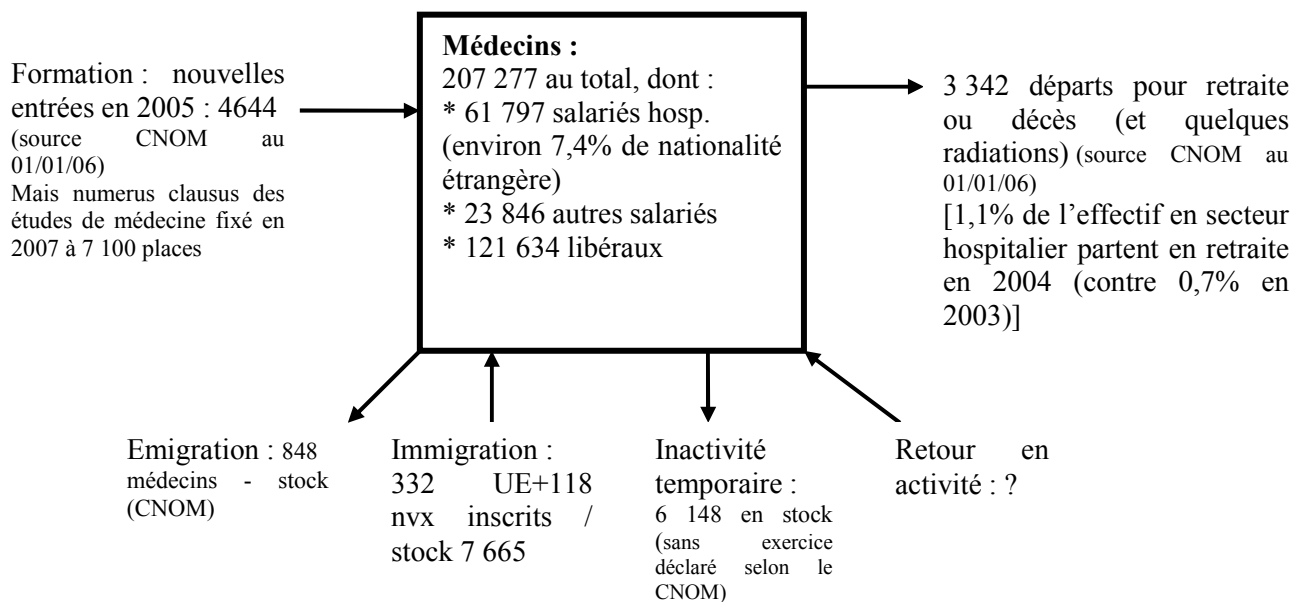 Formation : nouvelles
entrées en 2005 : 4644
(source CNOM au
01/01/06)
Mais numerus clausus des
études de médecine fixé en
2007 à 7 100 places
Médecins :
207 277 au total, dont :
* 61 797 salariés hosp.
(environ 7,4% de nationalité
étrangère)
* 23 846 autres salariés
* 121 634 libéraux
3 342 départs pour retraite
ou décès (et quelques
radiations) (source CNOM au
01/01/06)
[1,1% de l’effectif en secteur
hospitalier partent en retraite
en 2004 (contre 0,7% en
2003)]
Emigration : 848
médecins - stock
(CNOM)
Immigration :
332 UE+118
nvx inscrits /
stock 7 665
Inactivité
temporaire :
6 148 en stock
(sans exercice
déclaré selon le
CNOM)
Retour en
activité : ?